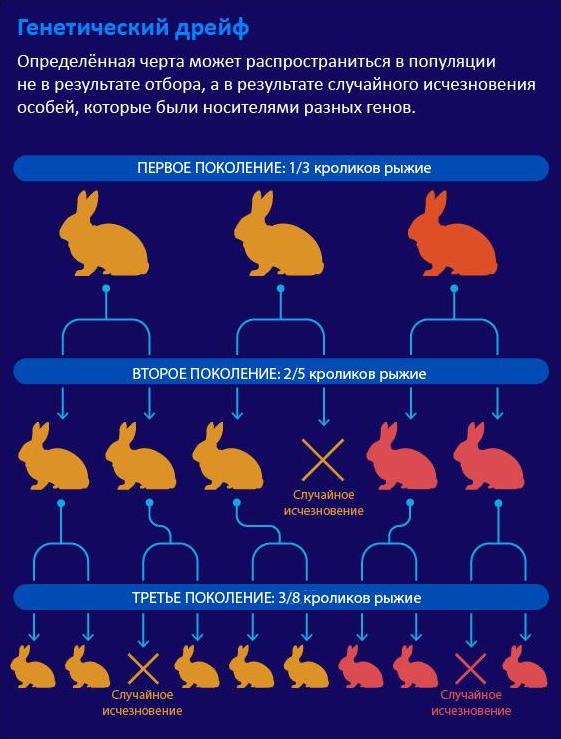 Генетический дрейф
Определённая черта может распространиться в популяции
не в результате отбора, а в результате случайного исчезновения
особей, которые были носителями разных генов.
ПЕРВОЕ ПОКОЛЕНИЕ: 1/3 кроликов рыжие
ВТОРОЕ ПОКОЛЕНИЕ: 2/5 кроликов рыжие
Случайное
исчезновение
ТРЕТЬЕ ПОКОЛЕНИЕ: 3/8 кроликов рыжие
Случайное
исчезновение
Случайное
исчезновение